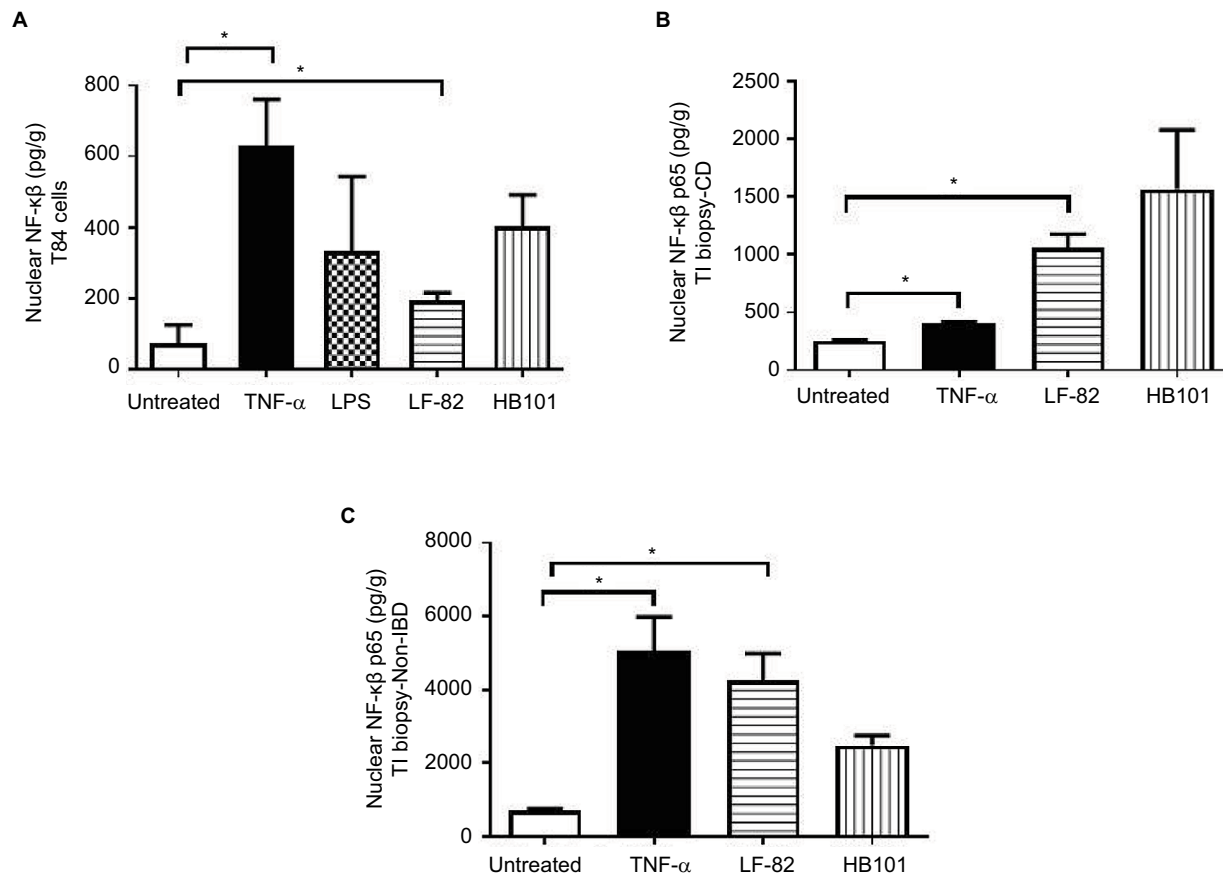 A
*
*
800
600
400
200
0
Nuclear NF-κβ (pg/g)
T84 cells
Untreated TNF-α LPS LF-82 HB101
B
2500
2000
1500
1000
500
0
*
*
Nuclear NF-κβ p65 (pg/g)
TI biopsy-CD
Untreated TNF-α LF-82 HB101
C
8000
6000
4000
2000
0
*
*
Nuclear NF-κβ p65 (pg/g)
TI biopsy-Non-IBD
Untreated TNF-α LF-82 HB101